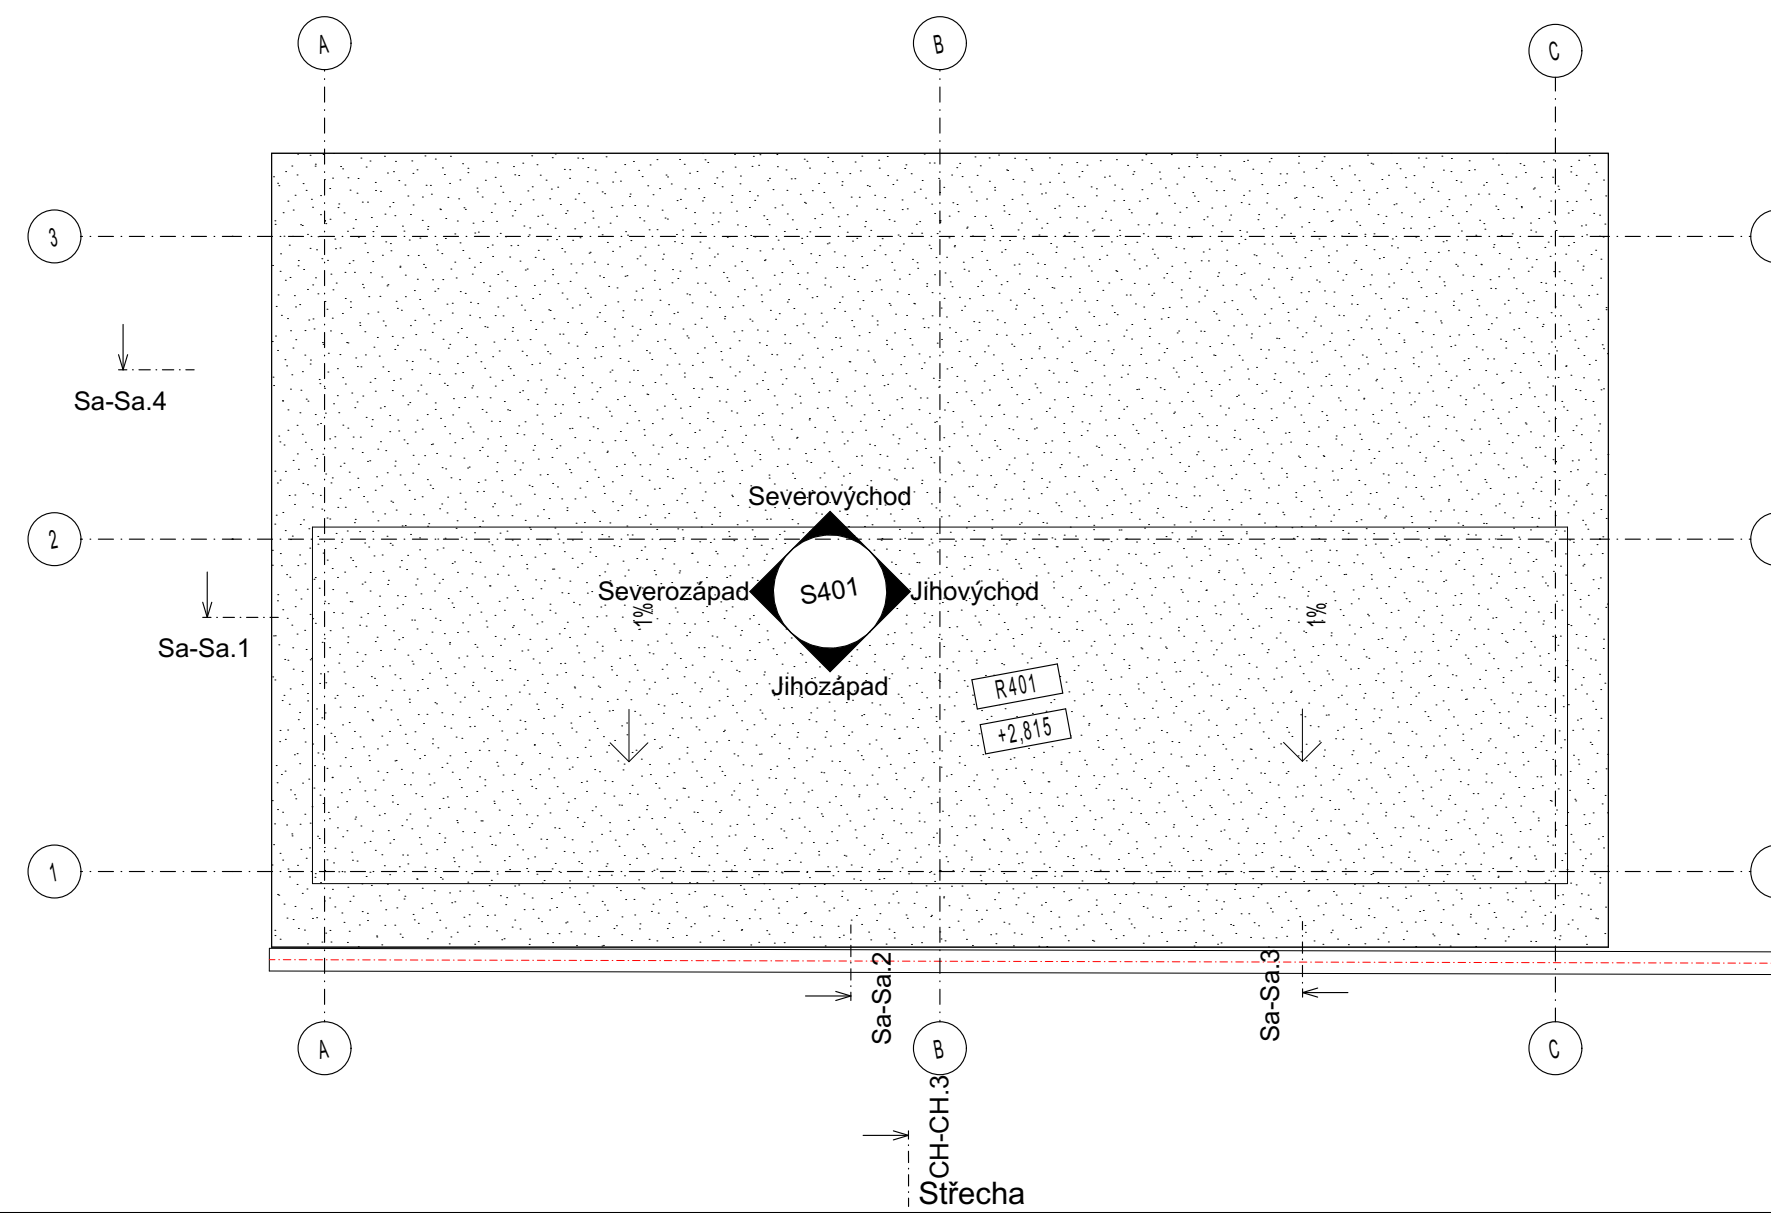 A
B
C
3
Sa-Sa.4
Severovýchod
2
Severozápad
S401
Jihovýchod
1%
1%
Sa-Sa.1
Jihozápad
R401
+2,815
1
Sa-Sa.2
Sa-Sa.3
A
B
C
CH-CH.3
Střecha